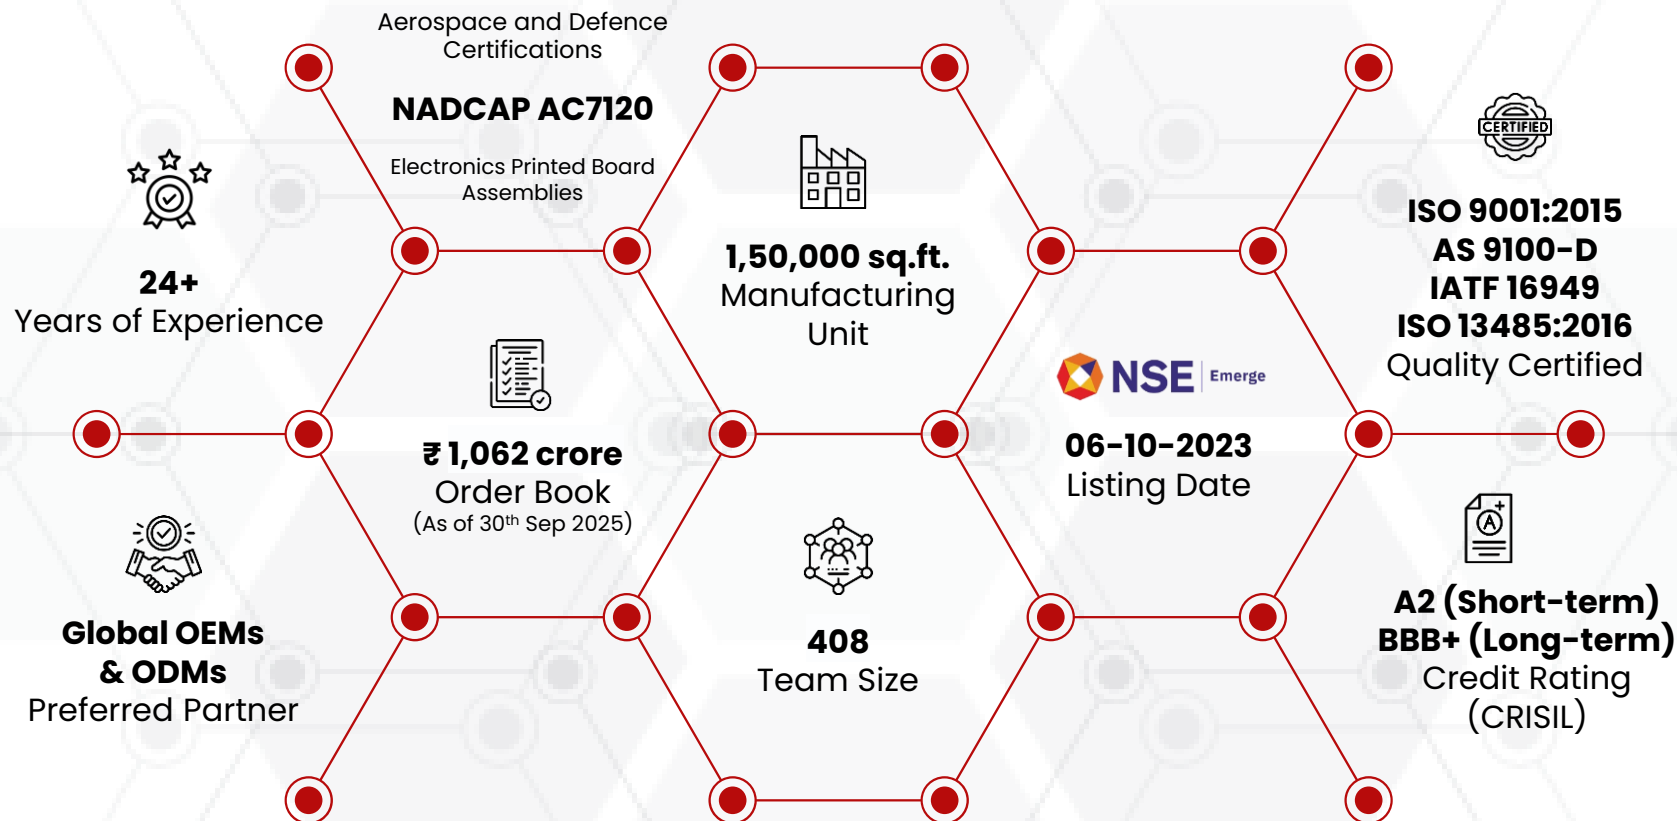 Aerospace and Defence
Certifications
NADCAP AC7120
Electronics Printed Board
Assemblies
24+
Years of Experience
1,50,000 sq.ft.
Manufacturing
Unit
CERTIFIED
ISO 9001:2015
AS 9100-D
IATF 16949
ISO 13485:2016
Quality Certified
₹ 1,062 crore
Order Book
(As of 30th Sep 2025)
NSE Emerge
06-10-2023
Listing Date
Global OEMs
& ODMs
Preferred Partner
408
Team Size
A+
A2 (Short-term)
BBB+ (Long-term)
Credit Rating
(CRISIL)